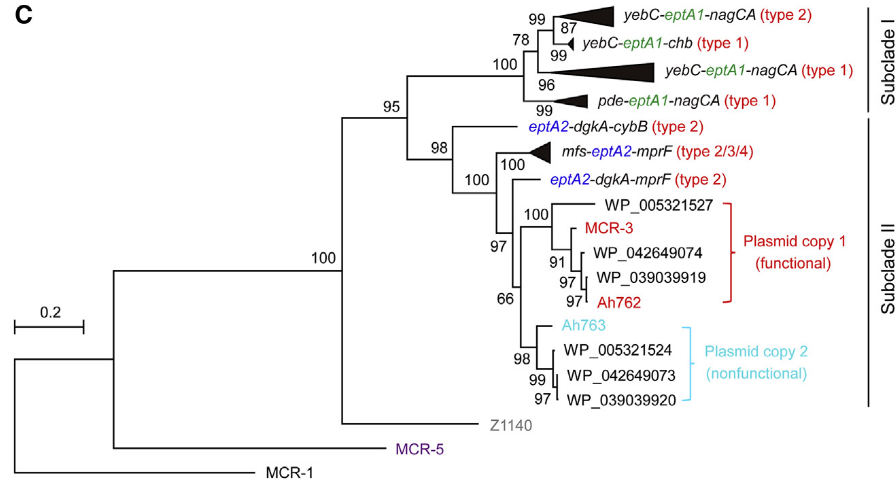 C
99
yebC-eptA1-nagCA (type 2)
87
78
yebC-eptA1-chb (type 1)
99
100
yebC-eptA1-nagCA (type 1)
96
pde-eptA1-nagCA (type 1)
99
Subclade I
95
eptA2-dgkA-cybB (type 2)
98
mfs-eptA2-mprF (type 2/3/4)
100
100
eptA2-dgkA-mprF (type 2)
WP_005321527
100
MCR-3
97
WP_042649074
91
WP_039039919
97
97
Ah762
Plasmid copy 1
(functional)
Subclade II
100
66
0.2
Ah763
WP_005321524
98
WP_042649073
99
WP_039039920
97
Plasmid copy 2
(nonfunctional)
Z1140
MCR-5
MCR-1